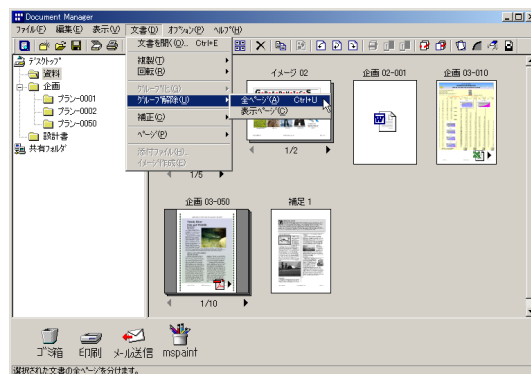 Document Manager
ファイル(F) 編集(E) 表示(V) 文書(D) オプション(P) ヘルプ(H)
文書を開く(O)... Ctrl+E
複製(T)
回転(R)
グループ化(G)
グループ解除(U)
全ページ(A) Ctrl+U
表示ページ(C)
補正(C)
ページ(P)
添付ファイル(F)...
イメージ作成(E)
デスクトップ
資料
企画
プラン-0001
プラン-0002
プラン-0050
設計書
共有フォルダ
イメージ 02
企画 02-001
企画 03-010
1/5
1/2
企画 03-050
補足 1
1/10
ゴミ箱
印刷
メール送信
mspaint
選択された文書の全ページを分けます。